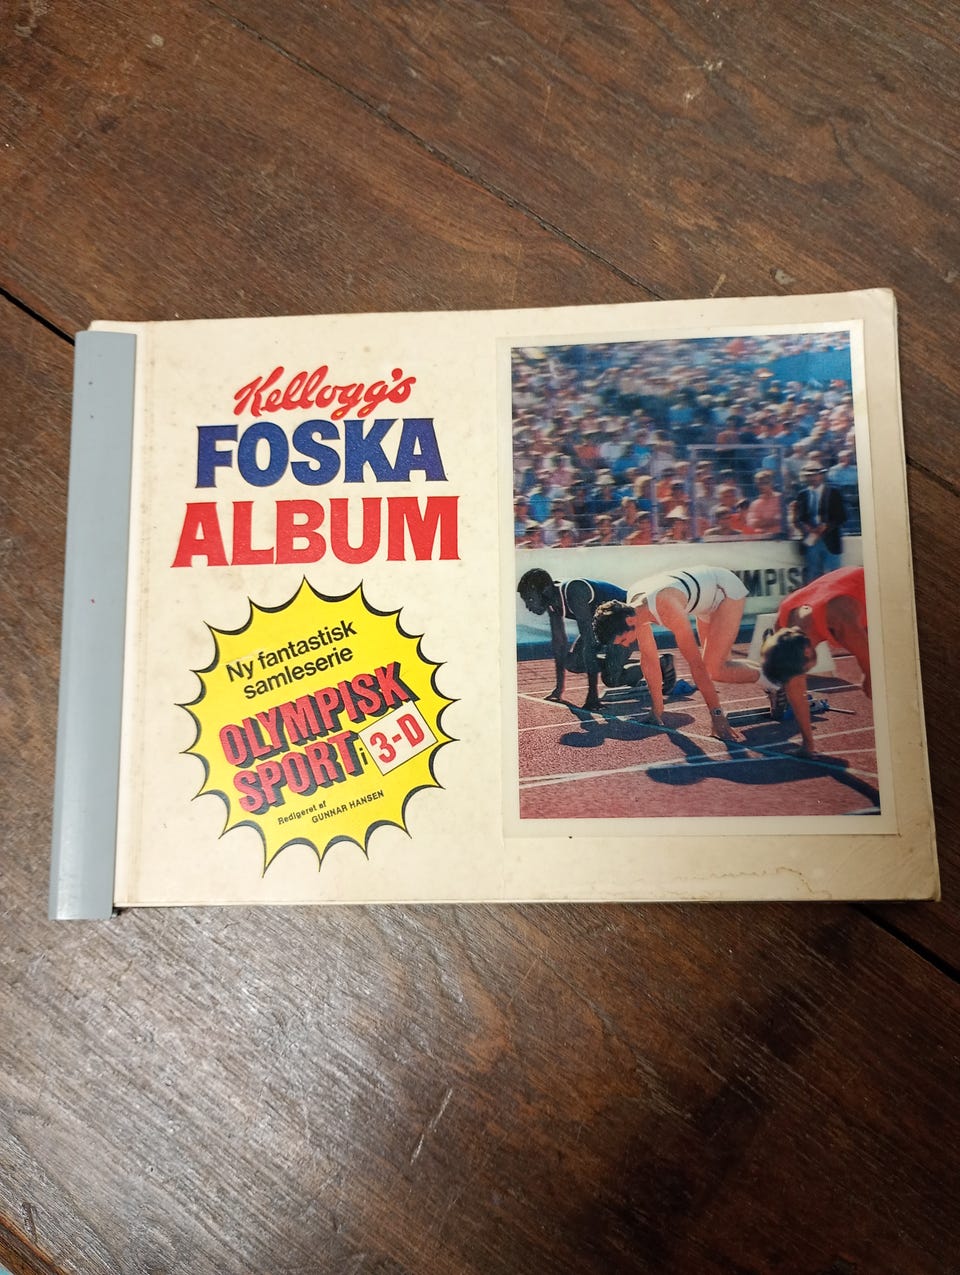 Kellogg's
FOSKA
ALBUM
Ny fantastisk
samleserie
OLYMPISK
SPORT i 3-D
Redigeret af
GUNNAR HANSEN